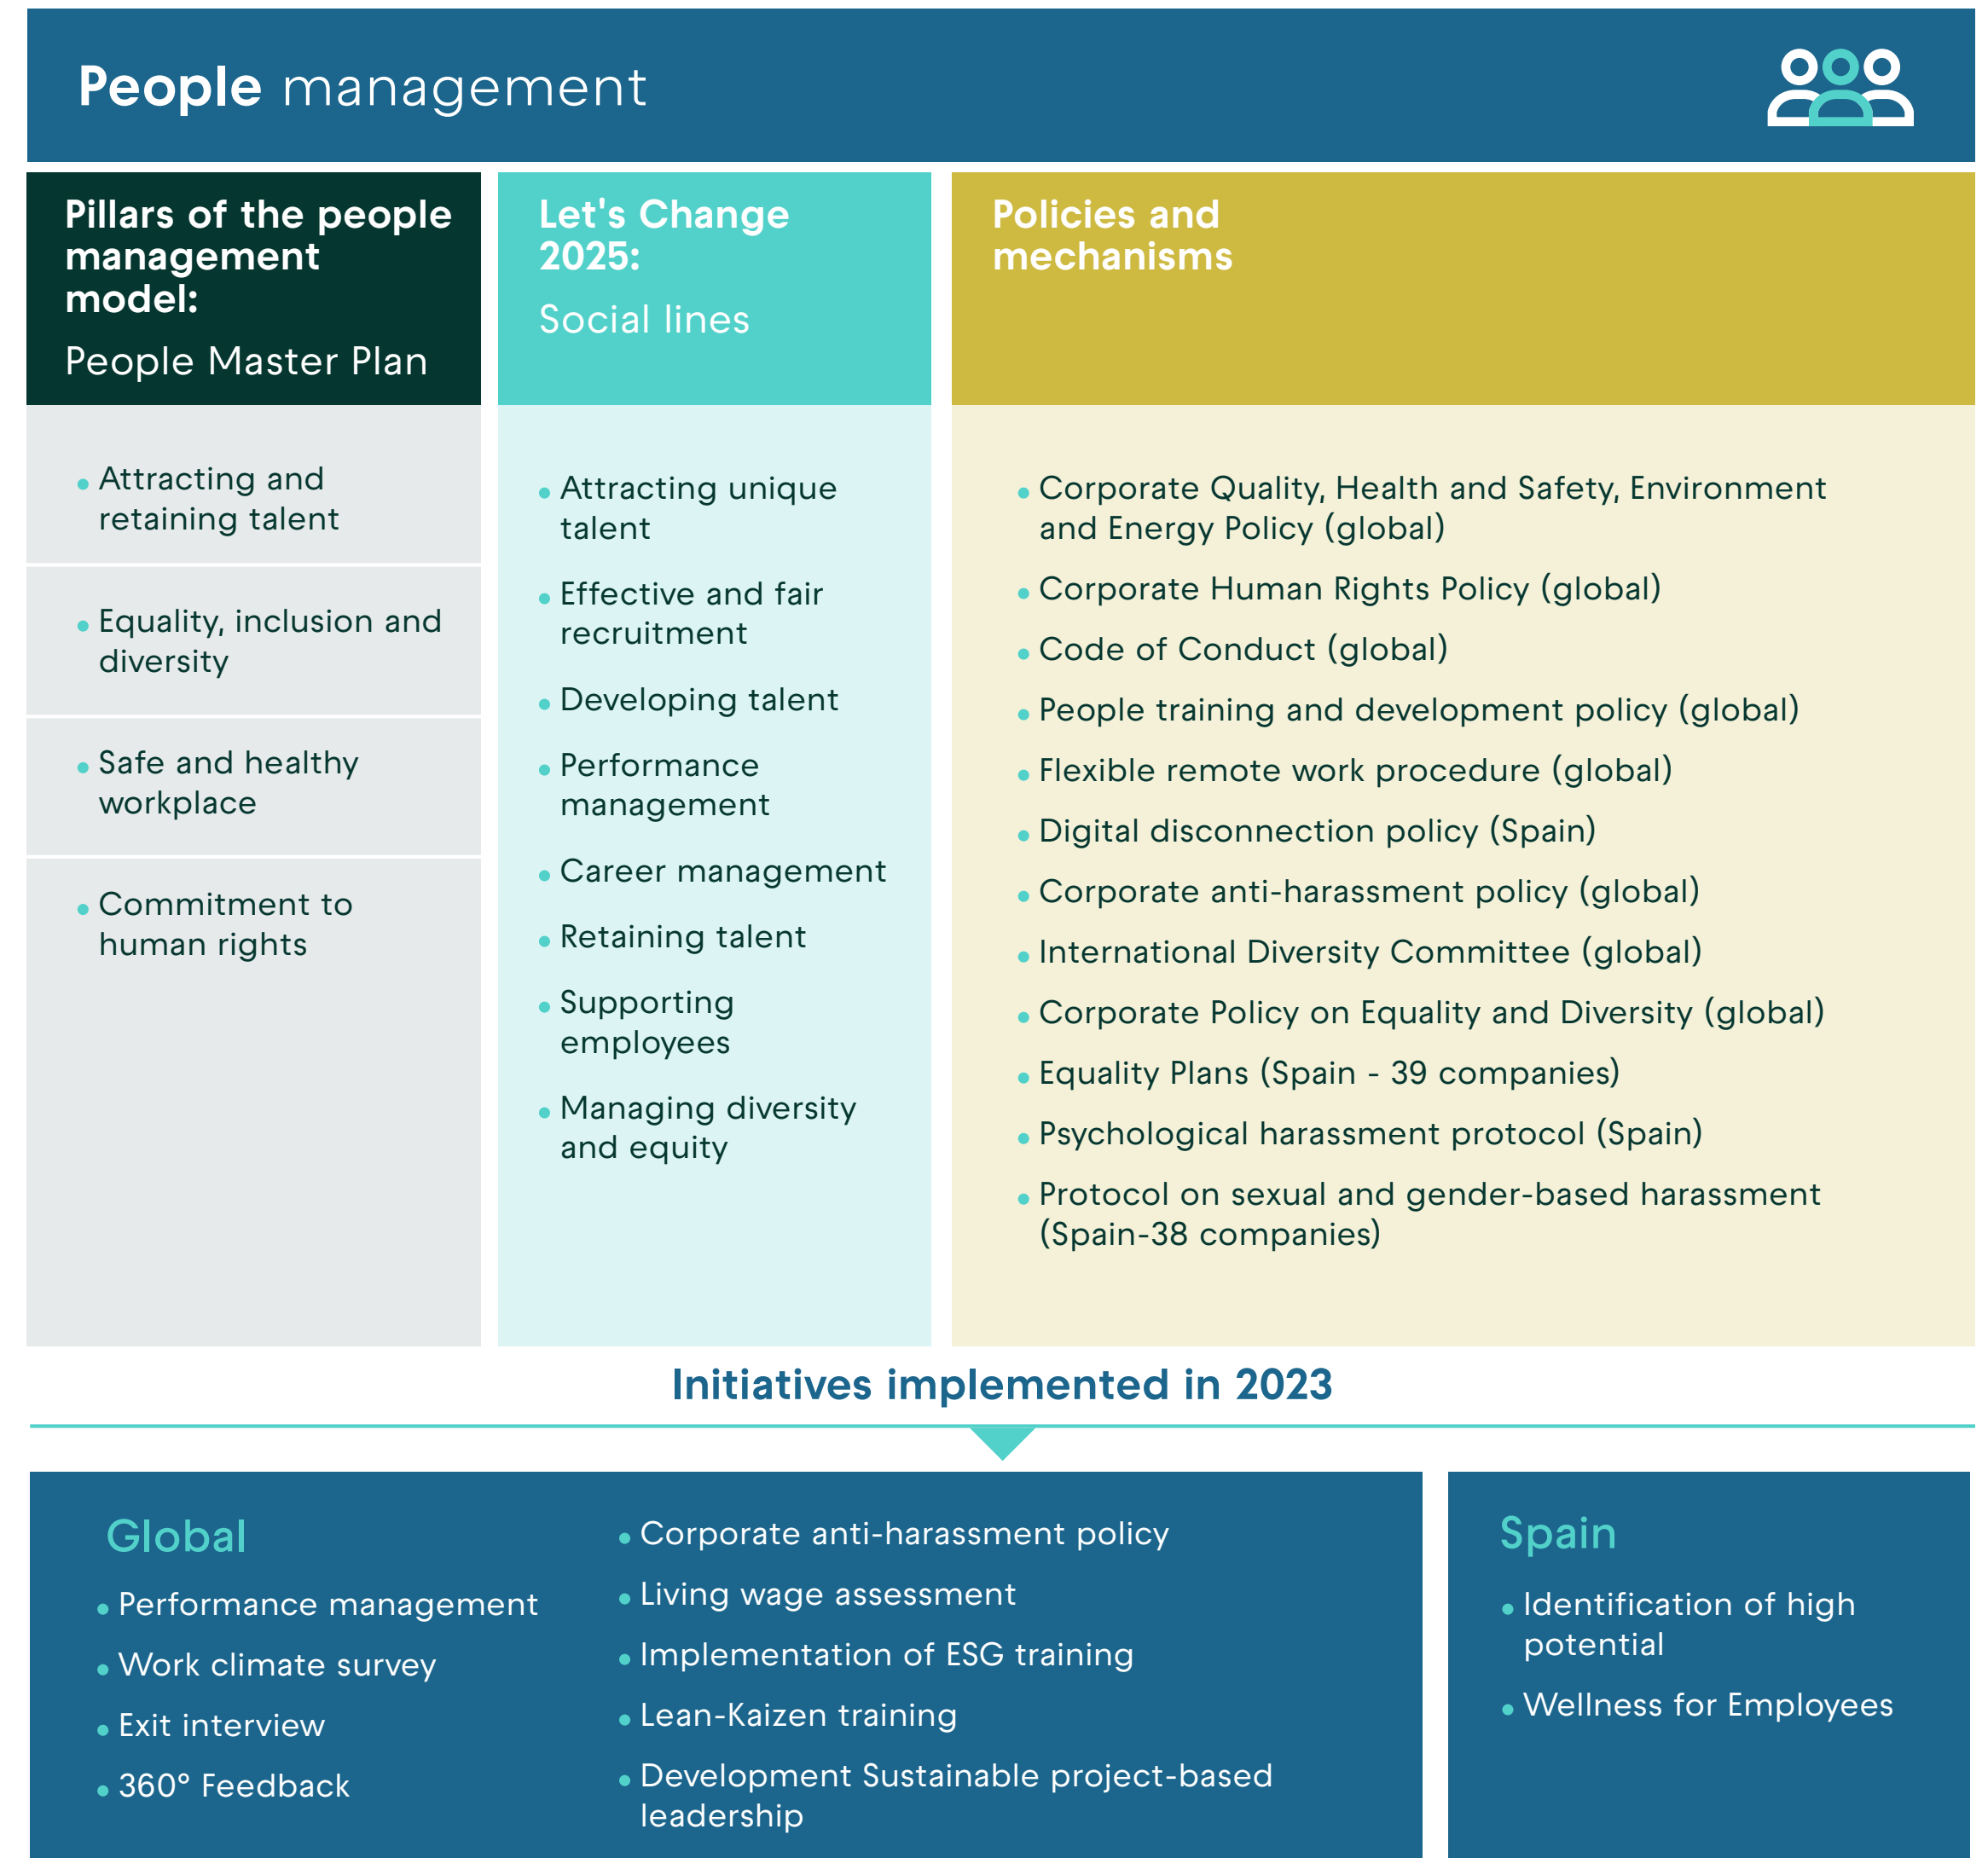 People management
Pillars of the people
management
model:
People Master Plan
• Attracting and
retaining talent
• Equality, inclusion and
diversity
• Safe and healthy
workplace
• Commitment to
human rights
Let's Change
2025:
Social lines
• Attracting unique
talent
• Effective and fair
recruitment
• Developing talent
• Performance
management
• Career management
• Retaining talent
• Supporting
employees
• Managing diversity
and equity
Policies and
mechanisms
• Corporate Quality, Health and Safety, Environment
and Energy Policy (global)
• Corporate Human Rights Policy (global)
• Code of Conduct (global)
• People training and development policy (global)
• Flexible remote work procedure (global)
• Digital disconnection policy (Spain)
• Corporate anti-harassment policy (global)
• International Diversity Committee (global)
• Corporate Policy on Equality and Diversity (global)
• Equality Plans (Spain - 39 companies)
• Psychological harassment protocol (Spain)
• Protocol on sexual and gender-based harassment
(Spain-38 companies)
Initiatives implemented in 2023
Global
• Performance management
• Work climate survey
• Exit interview
• 360° Feedback
• Corporate anti-harassment policy
• Living wage assessment
• Implementation of ESG training
• Lean-Kaizen training
• Development Sustainable project-based
leadership
Spain
• Identification of high
potential
• Wellness for Employees